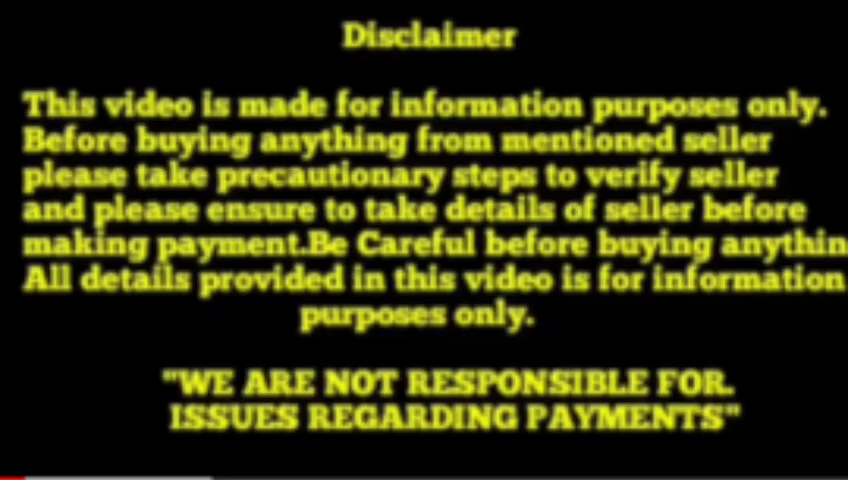 Disclaimer
This video is made for information purposes only.
Before buying anything from mentioned seller
please take precautionary steps to verify seller
and please ensure to take details of seller before
making payment.Be Careful before buying anythin
All details provided in this video is for information
purposes only.
"WE ARE NOT RESPONSIBLE FOR.
ISSUES REGARDING PAYMENTS"